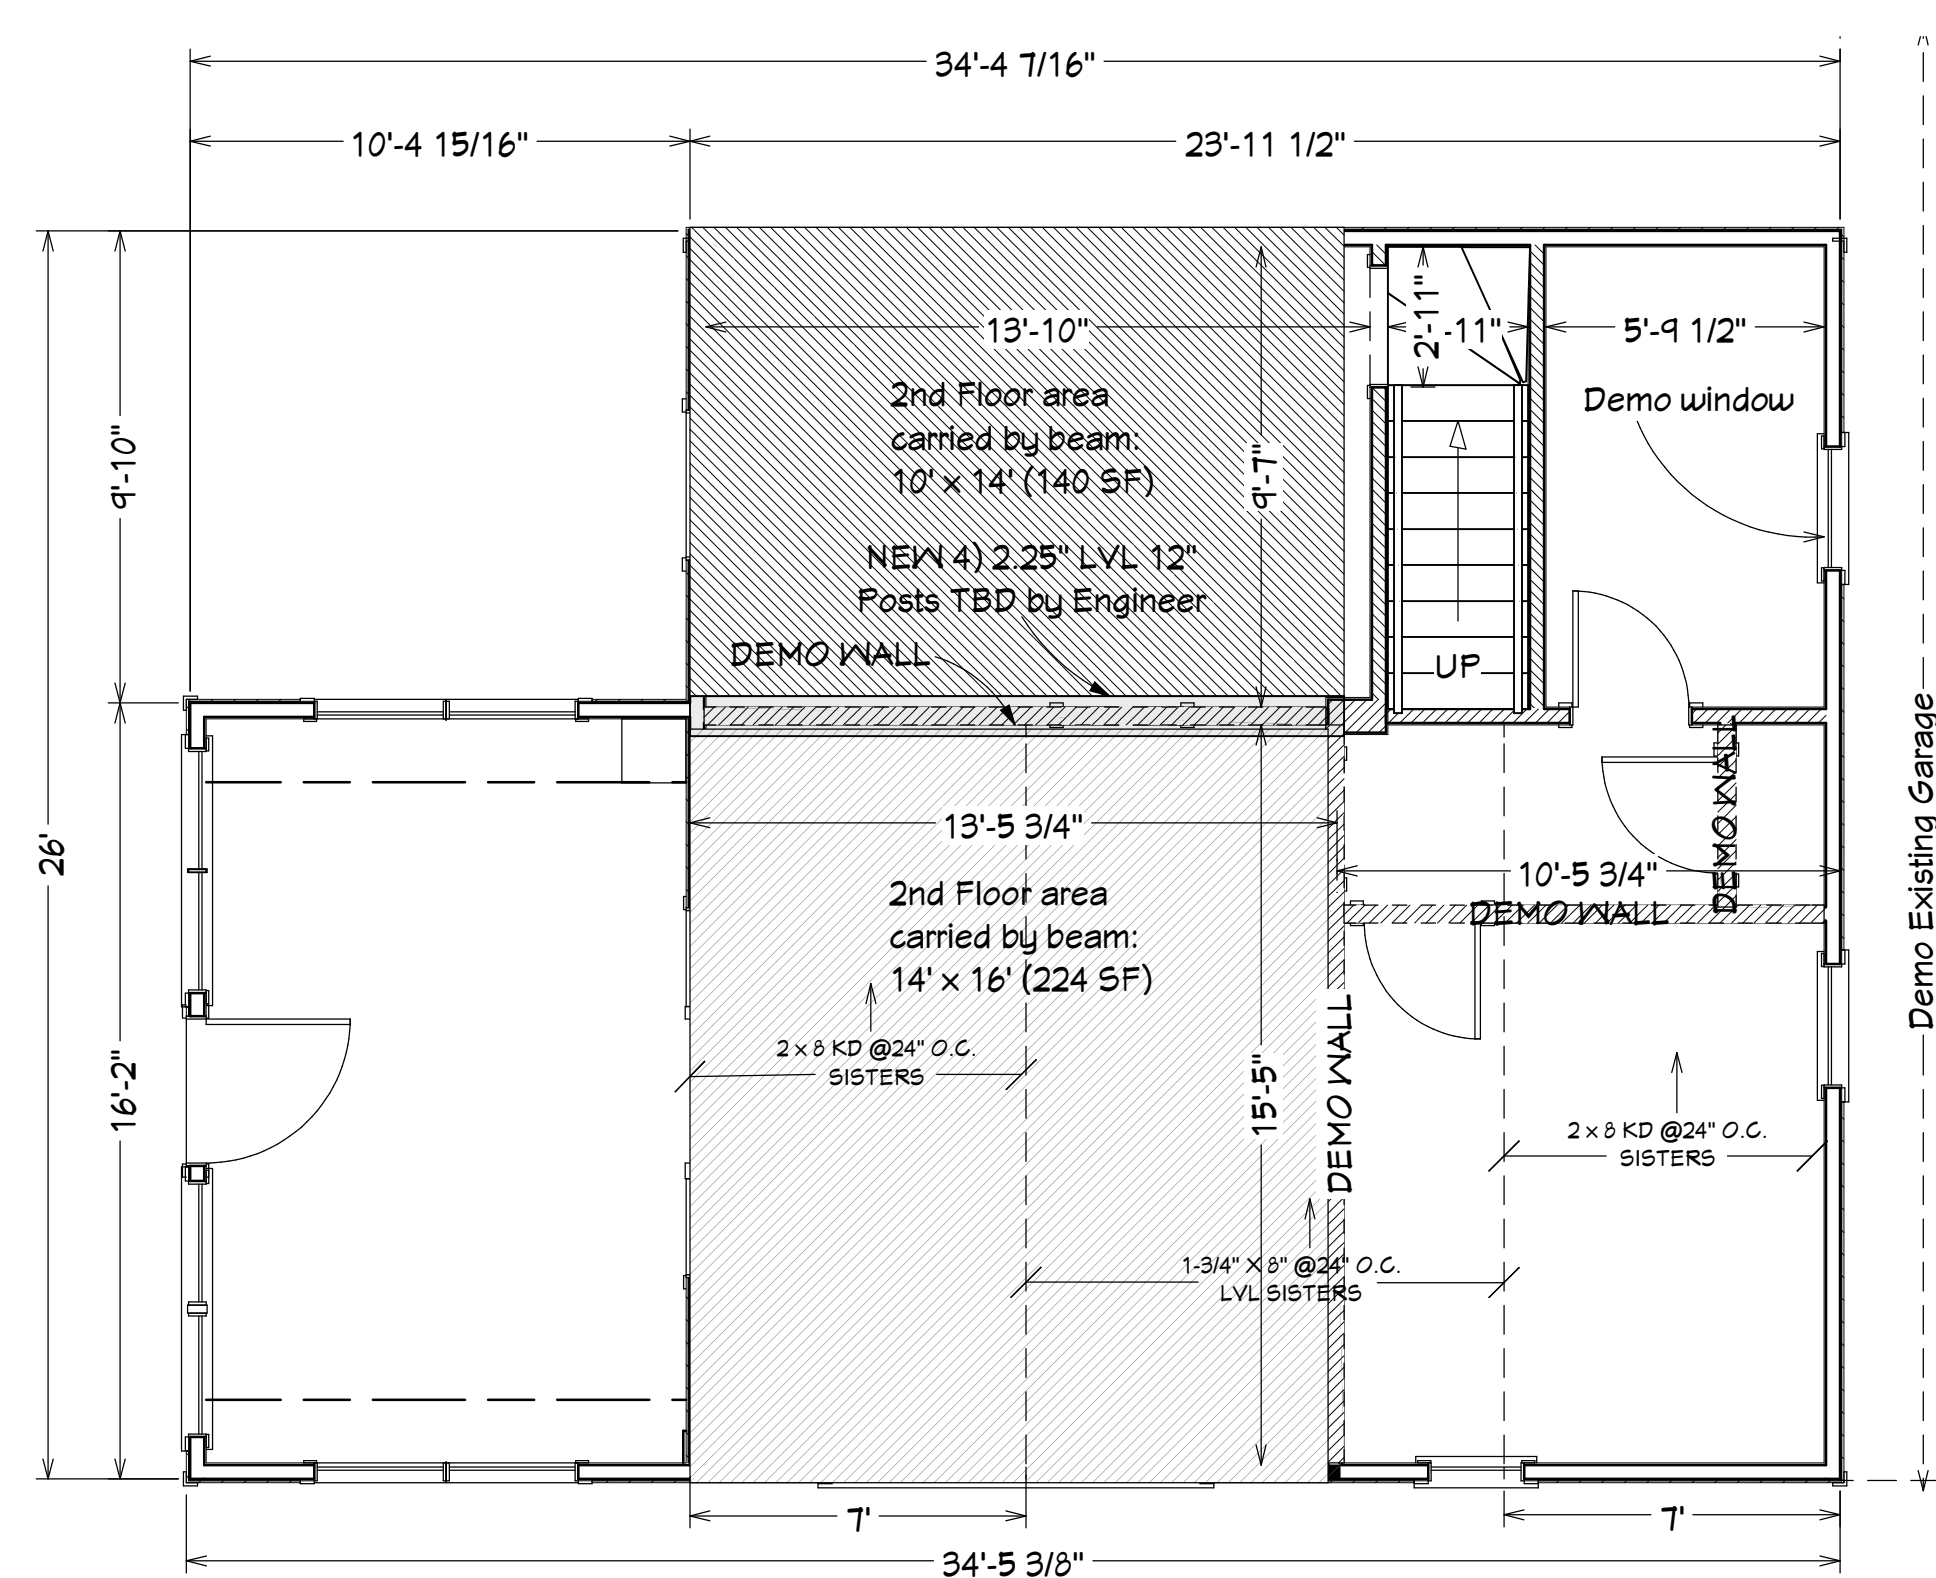 34'-4 7/16"
10'-4 15/16"
23'-11 1/2"
13'-10"
2'-11"
-11"
5'-9 1/2"
2nd Floor area
carried by beam:
10' x 14' (140 SF)
Demo window
9'-10"
9'-7"
NEW 4) 2.25" LVL 12"
Posts TBD by Engineer
DEMO WALL
UP
26'
13'-5 3/4"
DEMO WALL
10'-5 3/4"
DEMO WALL
Demo Existing Garage
2nd Floor area
carried by beam:
14' x 16' (224 SF)
2 x 8 KD @24" O.C.
SISTERS
16'-2"
15'-5"
DEMO WALL
2 x 8 KD @24" O.C.
SISTERS
1-3/4" X 8" @24" O.C.
LVL SISTERS
7'
7'
34'-5 3/8"